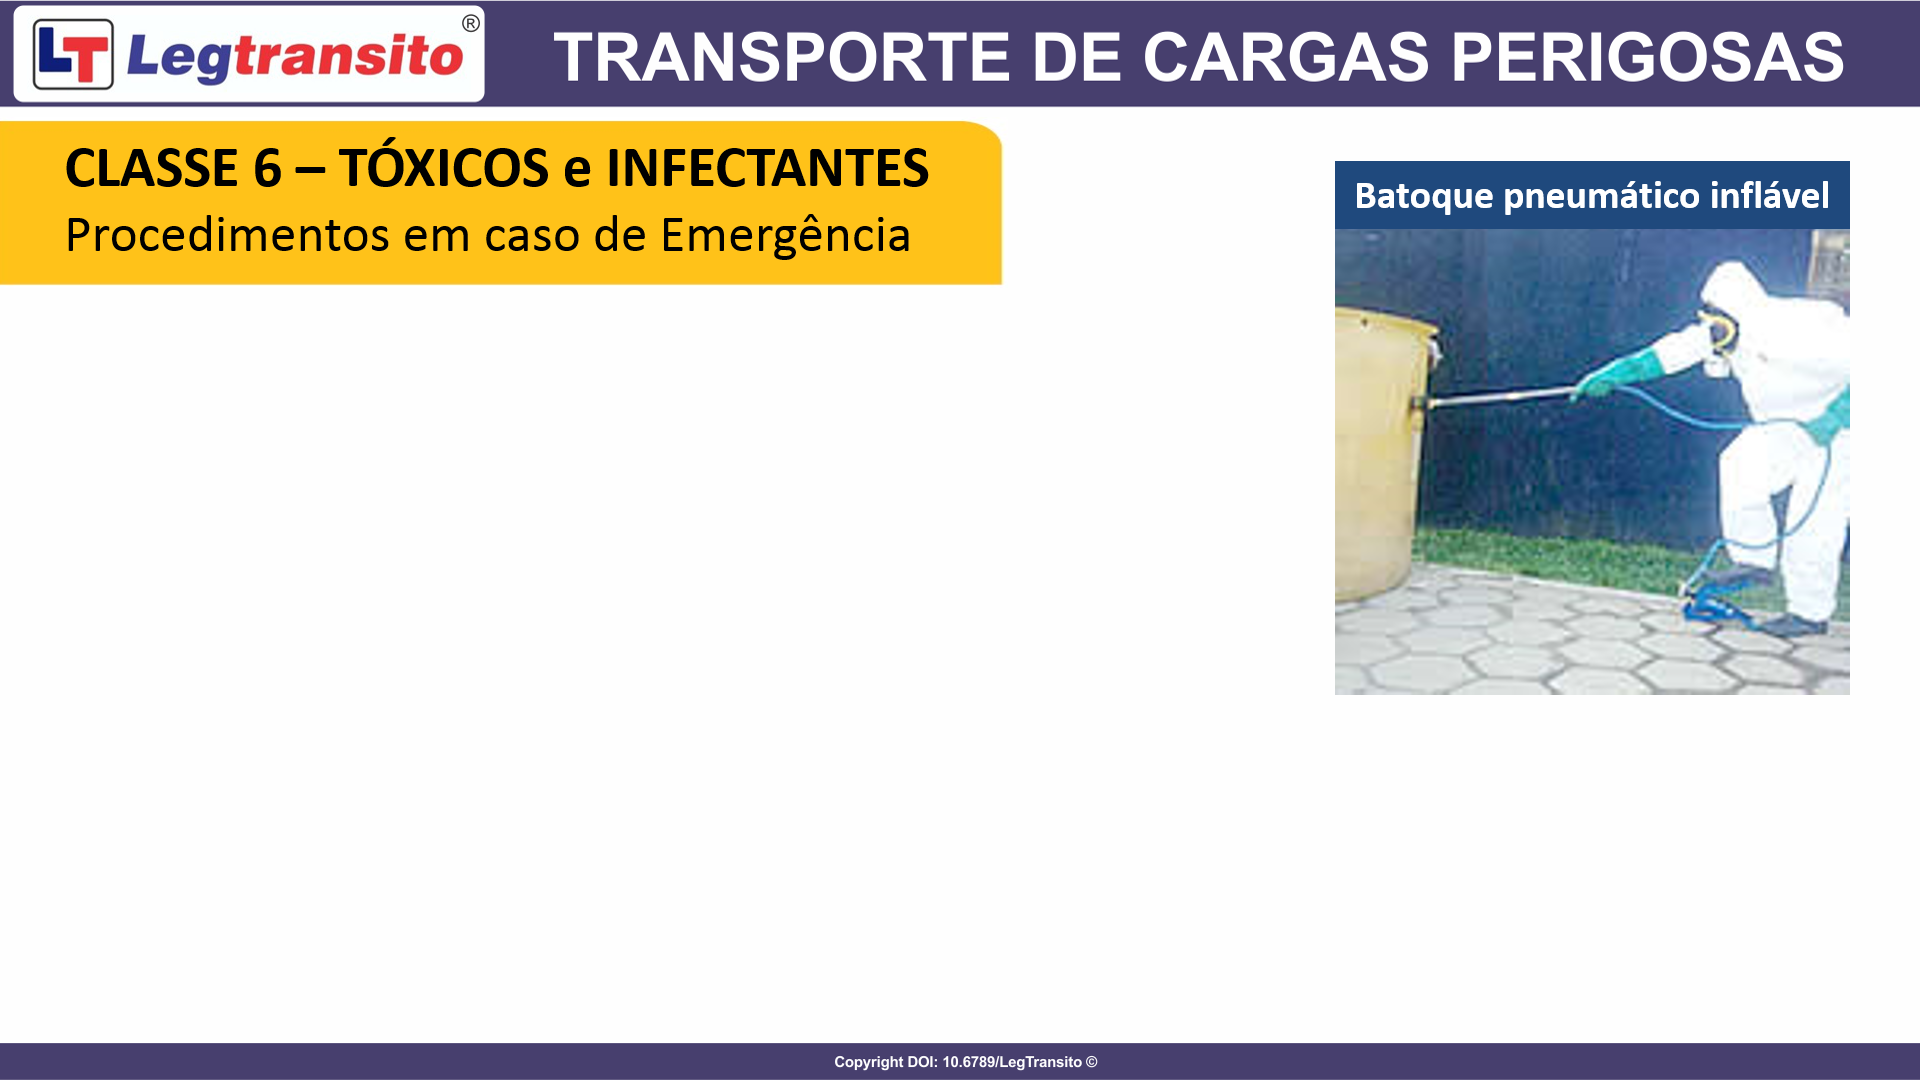 LT Legtransito ®
TRANSPORTE DE CARGAS PERIGOSAS
CLASSE 6 – TÓXICOS e INFECTANTES
Procedimentos em caso de Emergência
Batoque pneumático inflável
Copyright DOI: 10.6789/LegTransito ©